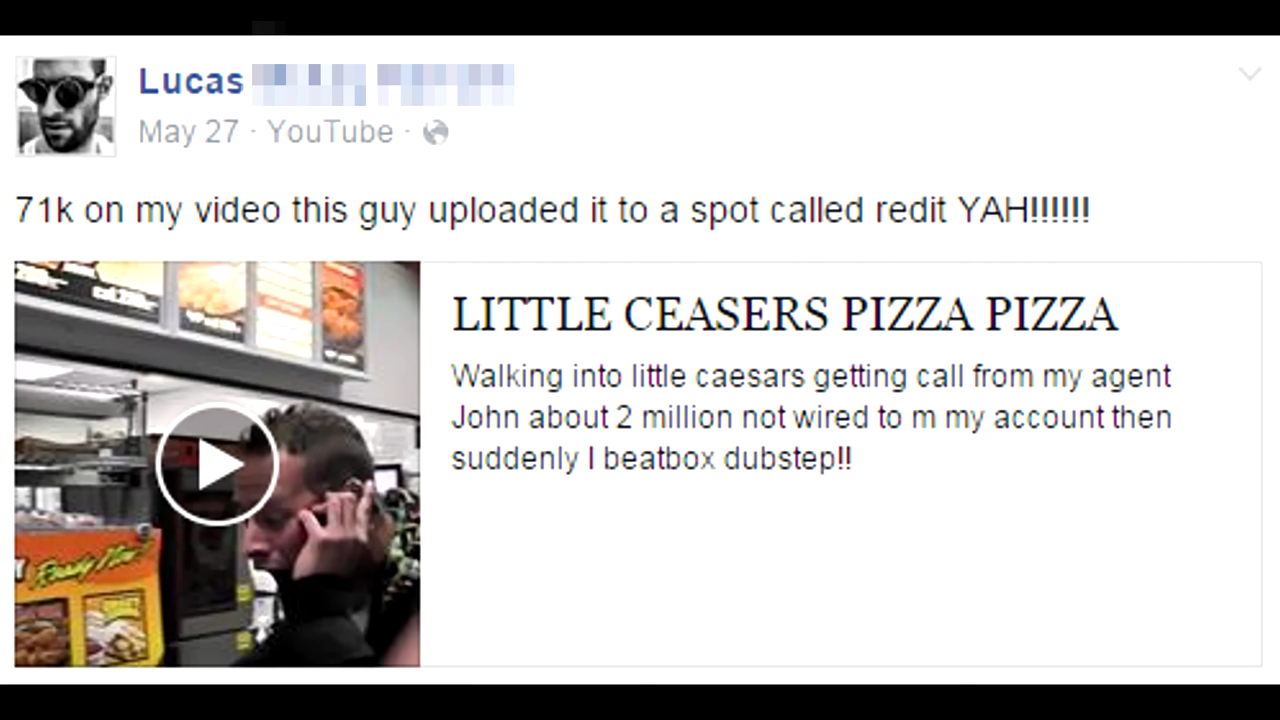 Lucas
May 27 · YouTube ·
71k on my video this guy uploaded it to a spot called redit YAH!!!!!!
LITTLE CEASERS PIZZA PIZZA
Walking into little caesars getting call from my agent
John about 2 million not wired to m my account then
suddenly I beatbox dubstep!!
Ready Now!